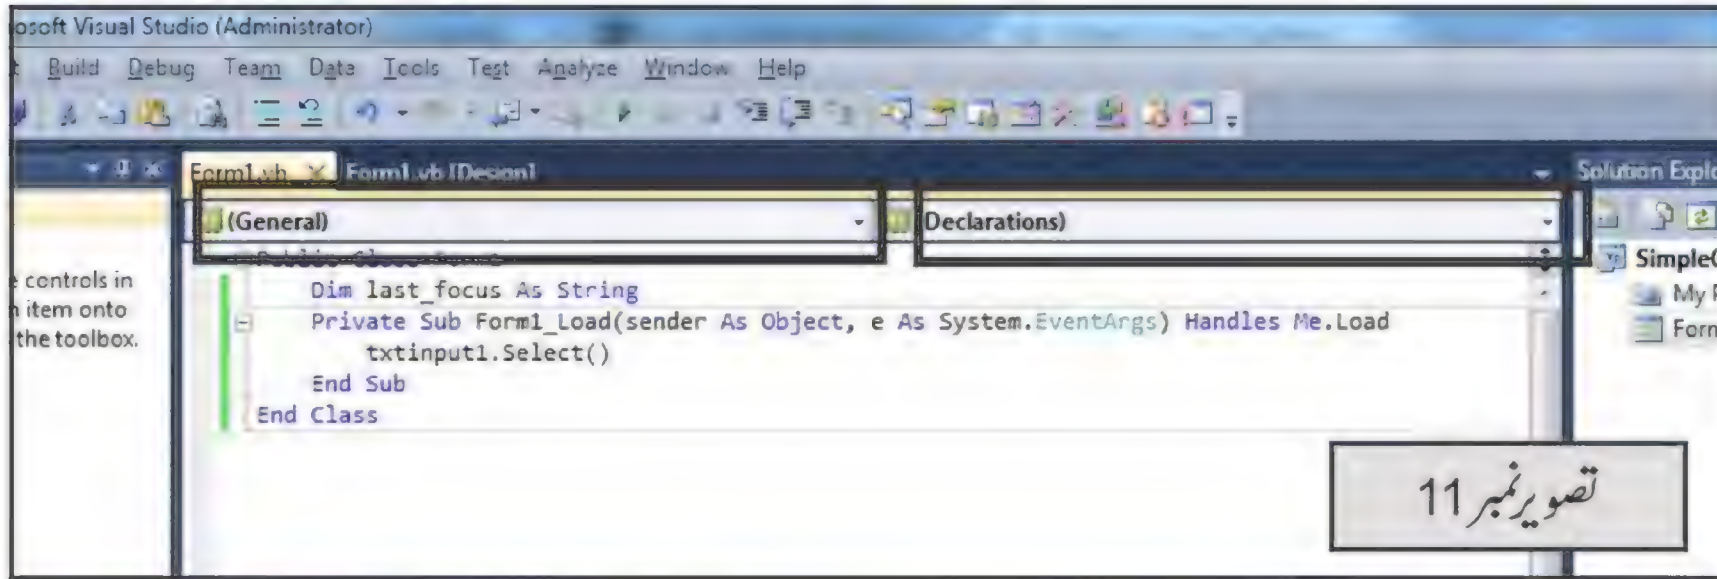 osoft Visual Studio (Administrator)
Build Debug Team Data Tools Test Analyze Window Help
Form1.vb Form1.vb [Design]
Solution Explo
(General)
(Declarations)
Public Class
Dim last_focus As String
Private Sub Form1_Load(sender As Object, e As System.EventArgs) Handles Me.Load
txtinput1.Select()
End Sub
End Class
e controls in
item onto
the toolbox.
Simple
My
Form
تصویر نمبر 11